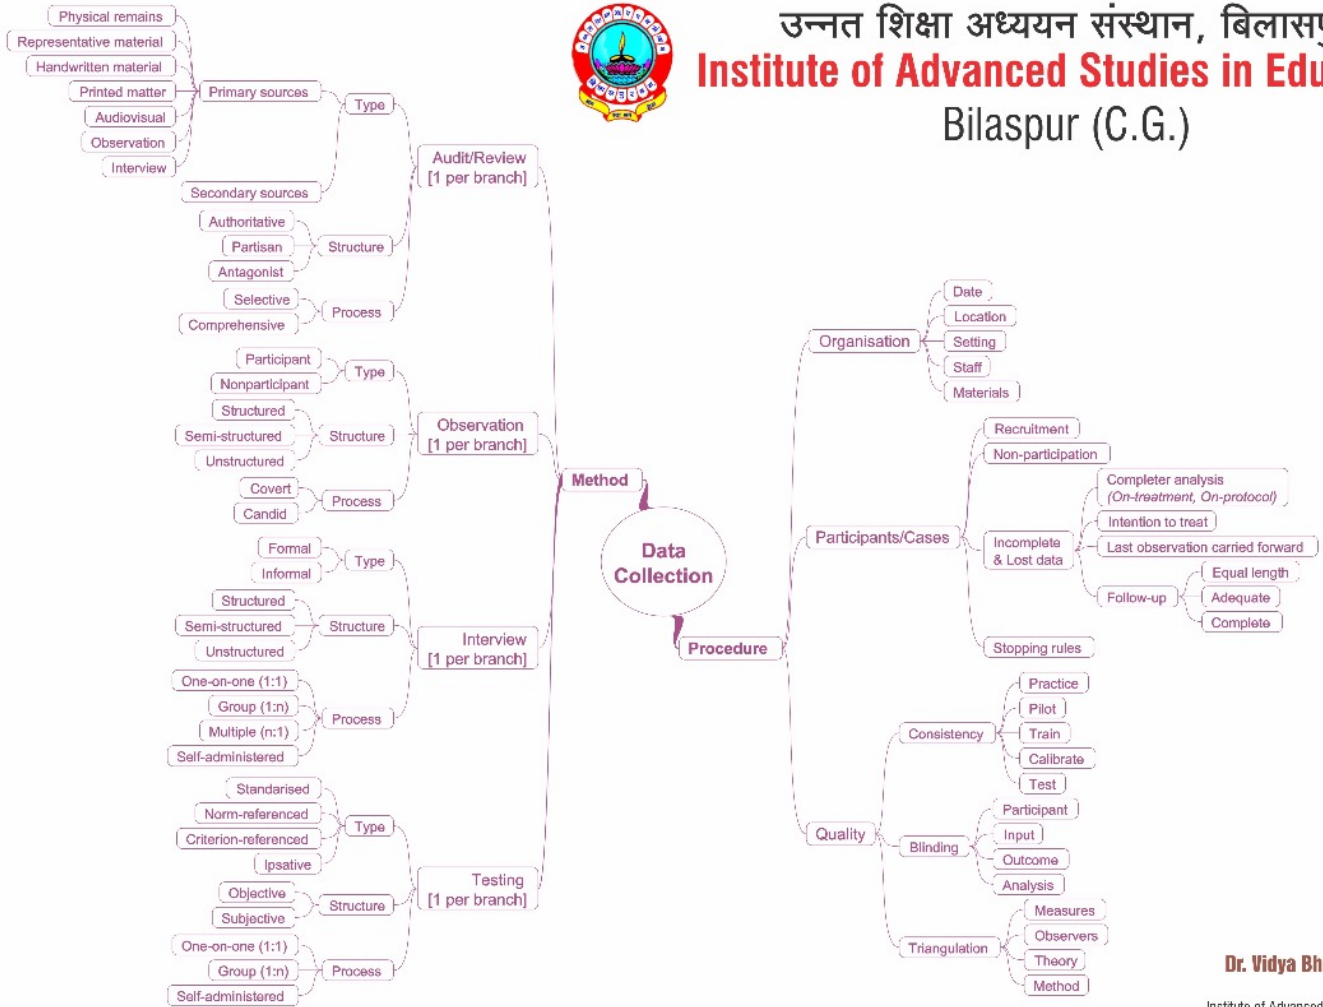 उन्नत शिक्षा अध्ययन संस्थान,
Institute of Advanced Studies in
Bilaspur (C.G.)
Data
Collection
Method
Audit/Review
[1 per branch]
Type
Primary sources
Physical remains
Representative material
Handwritten material
Printed matter
Audiovisual
Observation
Interview
Secondary sources
Structure
Authoritative
Partisan
Antagonist
Process
Selective
Comprehensive
Observation
[1 per branch]
Type
Participant
Nonparticipant
Structure
Structured
Semi-structured
Unstructured
Process
Covert
Candid
Interview
[1 per branch]
Type
Formal
Informal
Structure
Structured
Semi-structured
Unstructured
Process
One-on-one (1:1)
Group (1:n)
Multiple (n:1)
Self-administered
Testing
[1 per branch]
Type
Standarised
Norm-referenced
Criterion-referenced
Ipsative
Structure
Objective
Subjective
Process
One-on-one (1:1)
Group (1:n)
Self-administered
Procedure
Organisation
Date
Location
Setting
Staff
Materials
Participants/Cases
Recruitment
Non-participation
Incomplete
& Lost data
Completer analysis
(On-treatment, On-protocol)
Intention to treat
Last observation carried forward
Follow-up
Equal length
Adequate
Complete
Stopping rules
Quality
Consistency
Practice
Pilot
Train
Calibrate
Test
Blinding
Participant
Input
Outcome
Analysis
Triangulation
Measures
Observers
Theory
Method
Dr. Vidya
Institute of Advanced